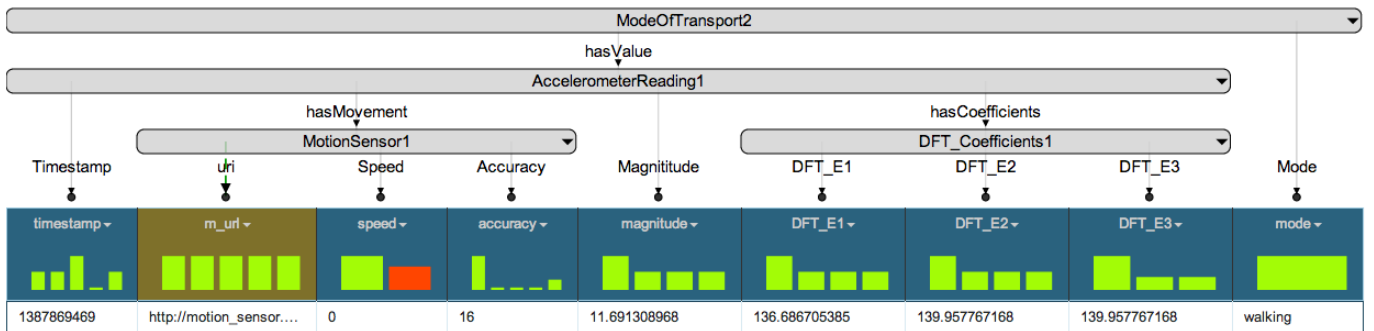 ModeOfTransport2
hasValue
AccelerometerReading1
hasMovement hasCoefficients
MotionSensor1 DFT_Coefficients1
Timestamp uri Speed Accuracy Magnititude DFT_E1 DFT_E2 DFT_E3 Mode
timestamp m_url speed accuracy magnitude DFT_E1 DFT_E2 DFT_E3 mode
1387869469 http://motion_sensor.... 0 16 11.691308968 136.686705385 139.957767168 139.957767168 walking